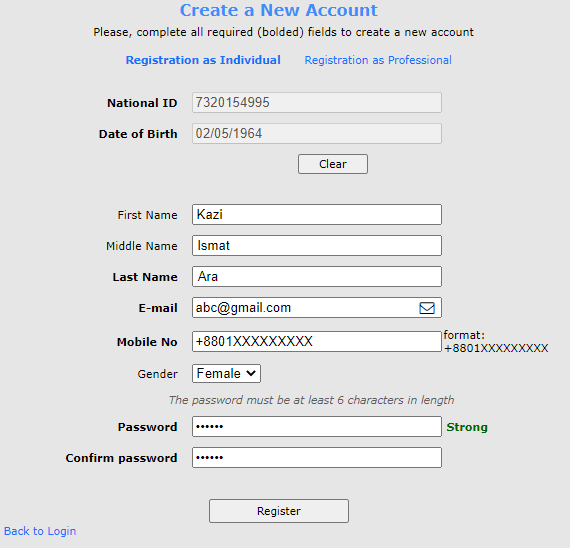 Create a New Account
Please, complete all required (bolded) fields to create a new account
Registration as Individual Registration as Professional
National ID 7320154995
Date of Birth 02/05/1964
Clear
First Name Kazi
Middle Name Ismat
Last Name Ara
E-mail abc@gmail.com
Mobile No +8801XXXXXXXXX format: +8801XXXXXXXXX
Gender Female
The password must be at least 6 characters in length
Password •••••• Strong
Confirm password ••••••
Register
Back to Login